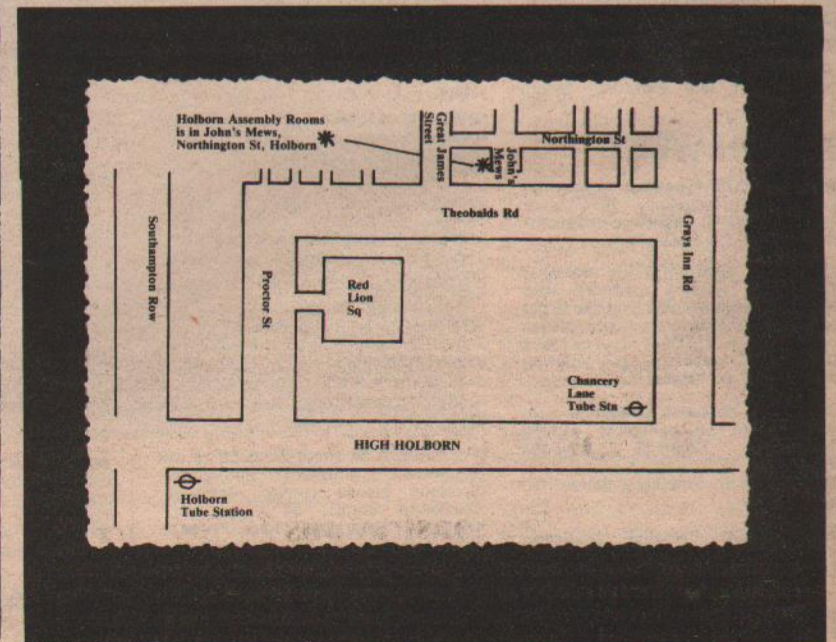 Holborn Assembly Rooms
is in John's Mews,
Northington St, Holborn
Great James
Street
Northington St
John's
Mews
Theobalds Rd
Southampton Row
Proctor St
Red
Lion
Sq
Grays Inn Rd
Chancery
Lane
Tube Stn
HIGH HOLBORN
Holborn
Tube Station